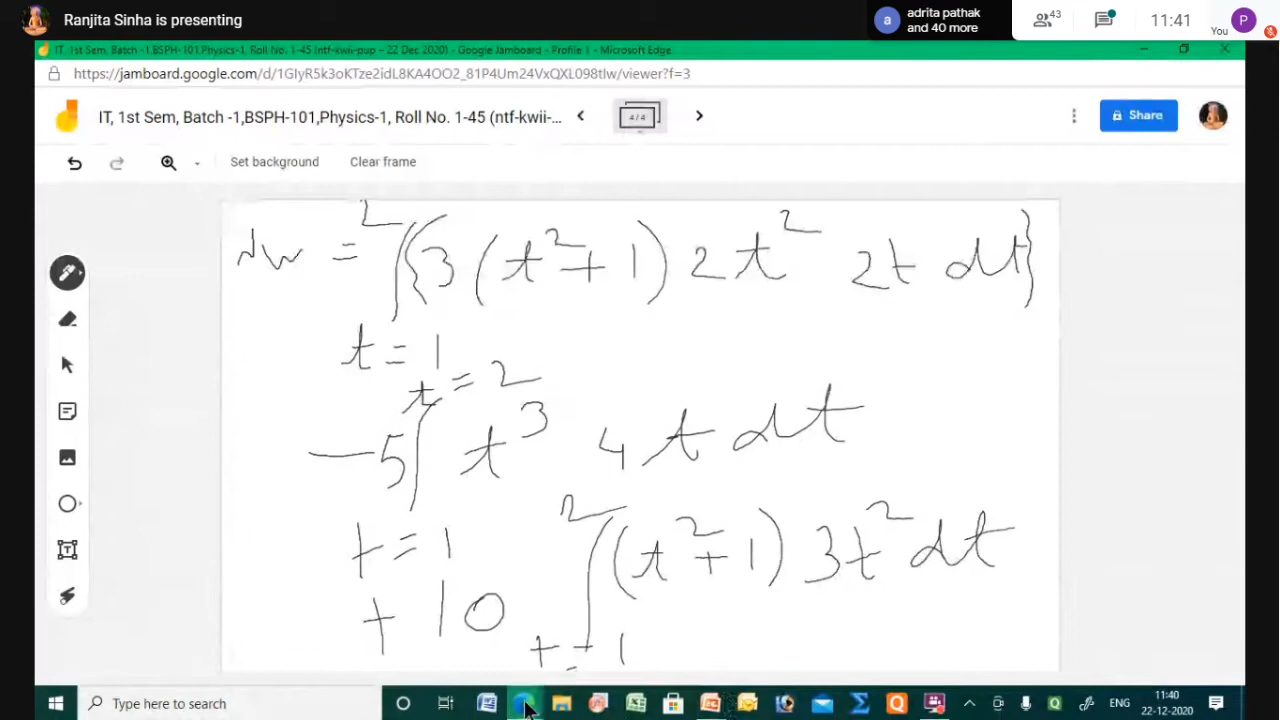 Ranjita Sinha is presenting
a
adrita pathak
and 40 more
43
11:41
P
You
IT, 1st Sem, Batch -1,BSPH-101,Physics-1, Roll No. 1-45 (ntf-kwii-pup – 22 Dec 2020) - Google Jamboard - Profile 1 - Microsoft Edge
https://jamboard.google.com/d/1GIyR5k3oKTze2idL8KA4OO2_81P4Um24VxQXL098tIw/viewer?f=3
IT, 1st Sem, Batch -1,BSPH-101,Physics-1, Roll No. 1-45 (ntf-kwii-...
4/4
Share
Set background
Clear frame
dw = ∫² {3 (t²+1) 2t² 2t dt}
t = 1
t = 2
-5∫ t³ 4t dt
t = 1
+ 10 ∫² (t²+1) 3t² dt
t = 1
Type here to search
ENG
11:40
22-12-2020